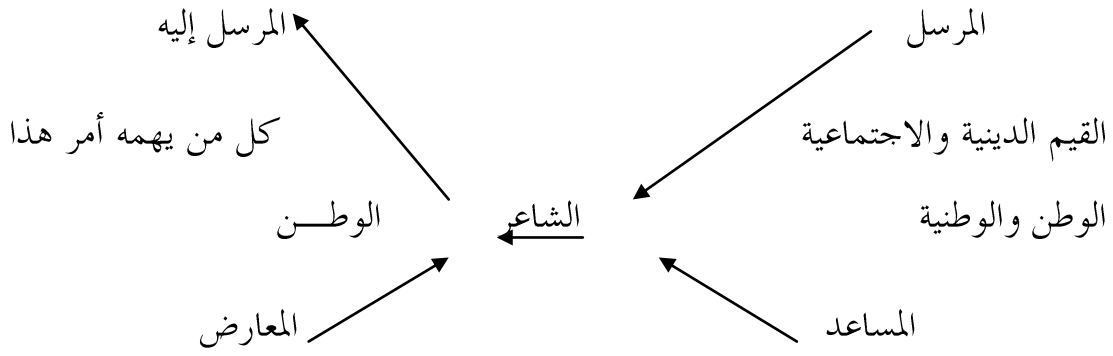 المرسل
المرسل إليه
القيم الدينية والاجتماعية
كل من يهمه أمر هذا
الوطن والوطنية
الشاعر
الوطـــن
المساعد
المعارض